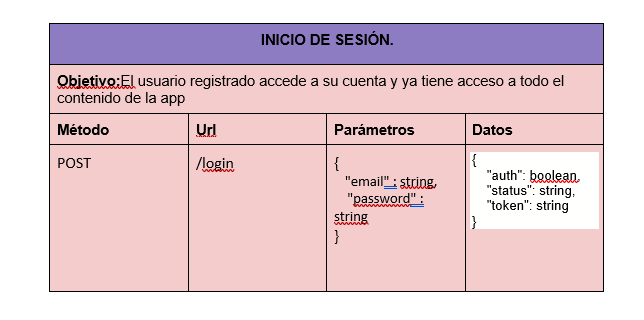 INICIO DE SESIÓN.
Objetivo:El usuario registrado accede a su cuenta y ya tiene acceso a todo el
contenido de la app
Método Url Parámetros Datos
POST
/login
{
"email" : string,
"password" :
string
}
{
"auth": boolean,
"status": string,
"token": string
}